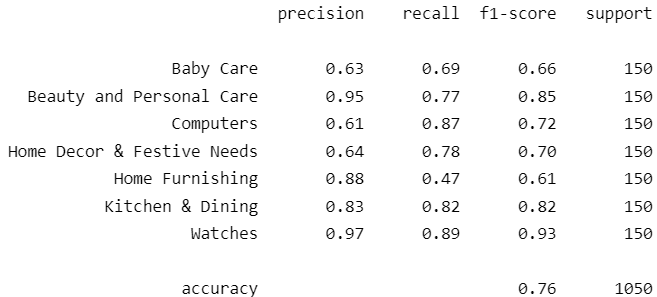 precision recall f1-score support
Baby Care 0.63 0.69 0.66 150
Beauty and Personal Care 0.95 0.77 0.85 150
Computers 0.61 0.87 0.72 150
Home Decor & Festive Needs 0.64 0.78 0.70 150
Home Furnishing 0.88 0.47 0.61 150
Kitchen & Dining 0.83 0.82 0.82 150
Watches 0.97 0.89 0.93 150
accuracy 0.76 1050